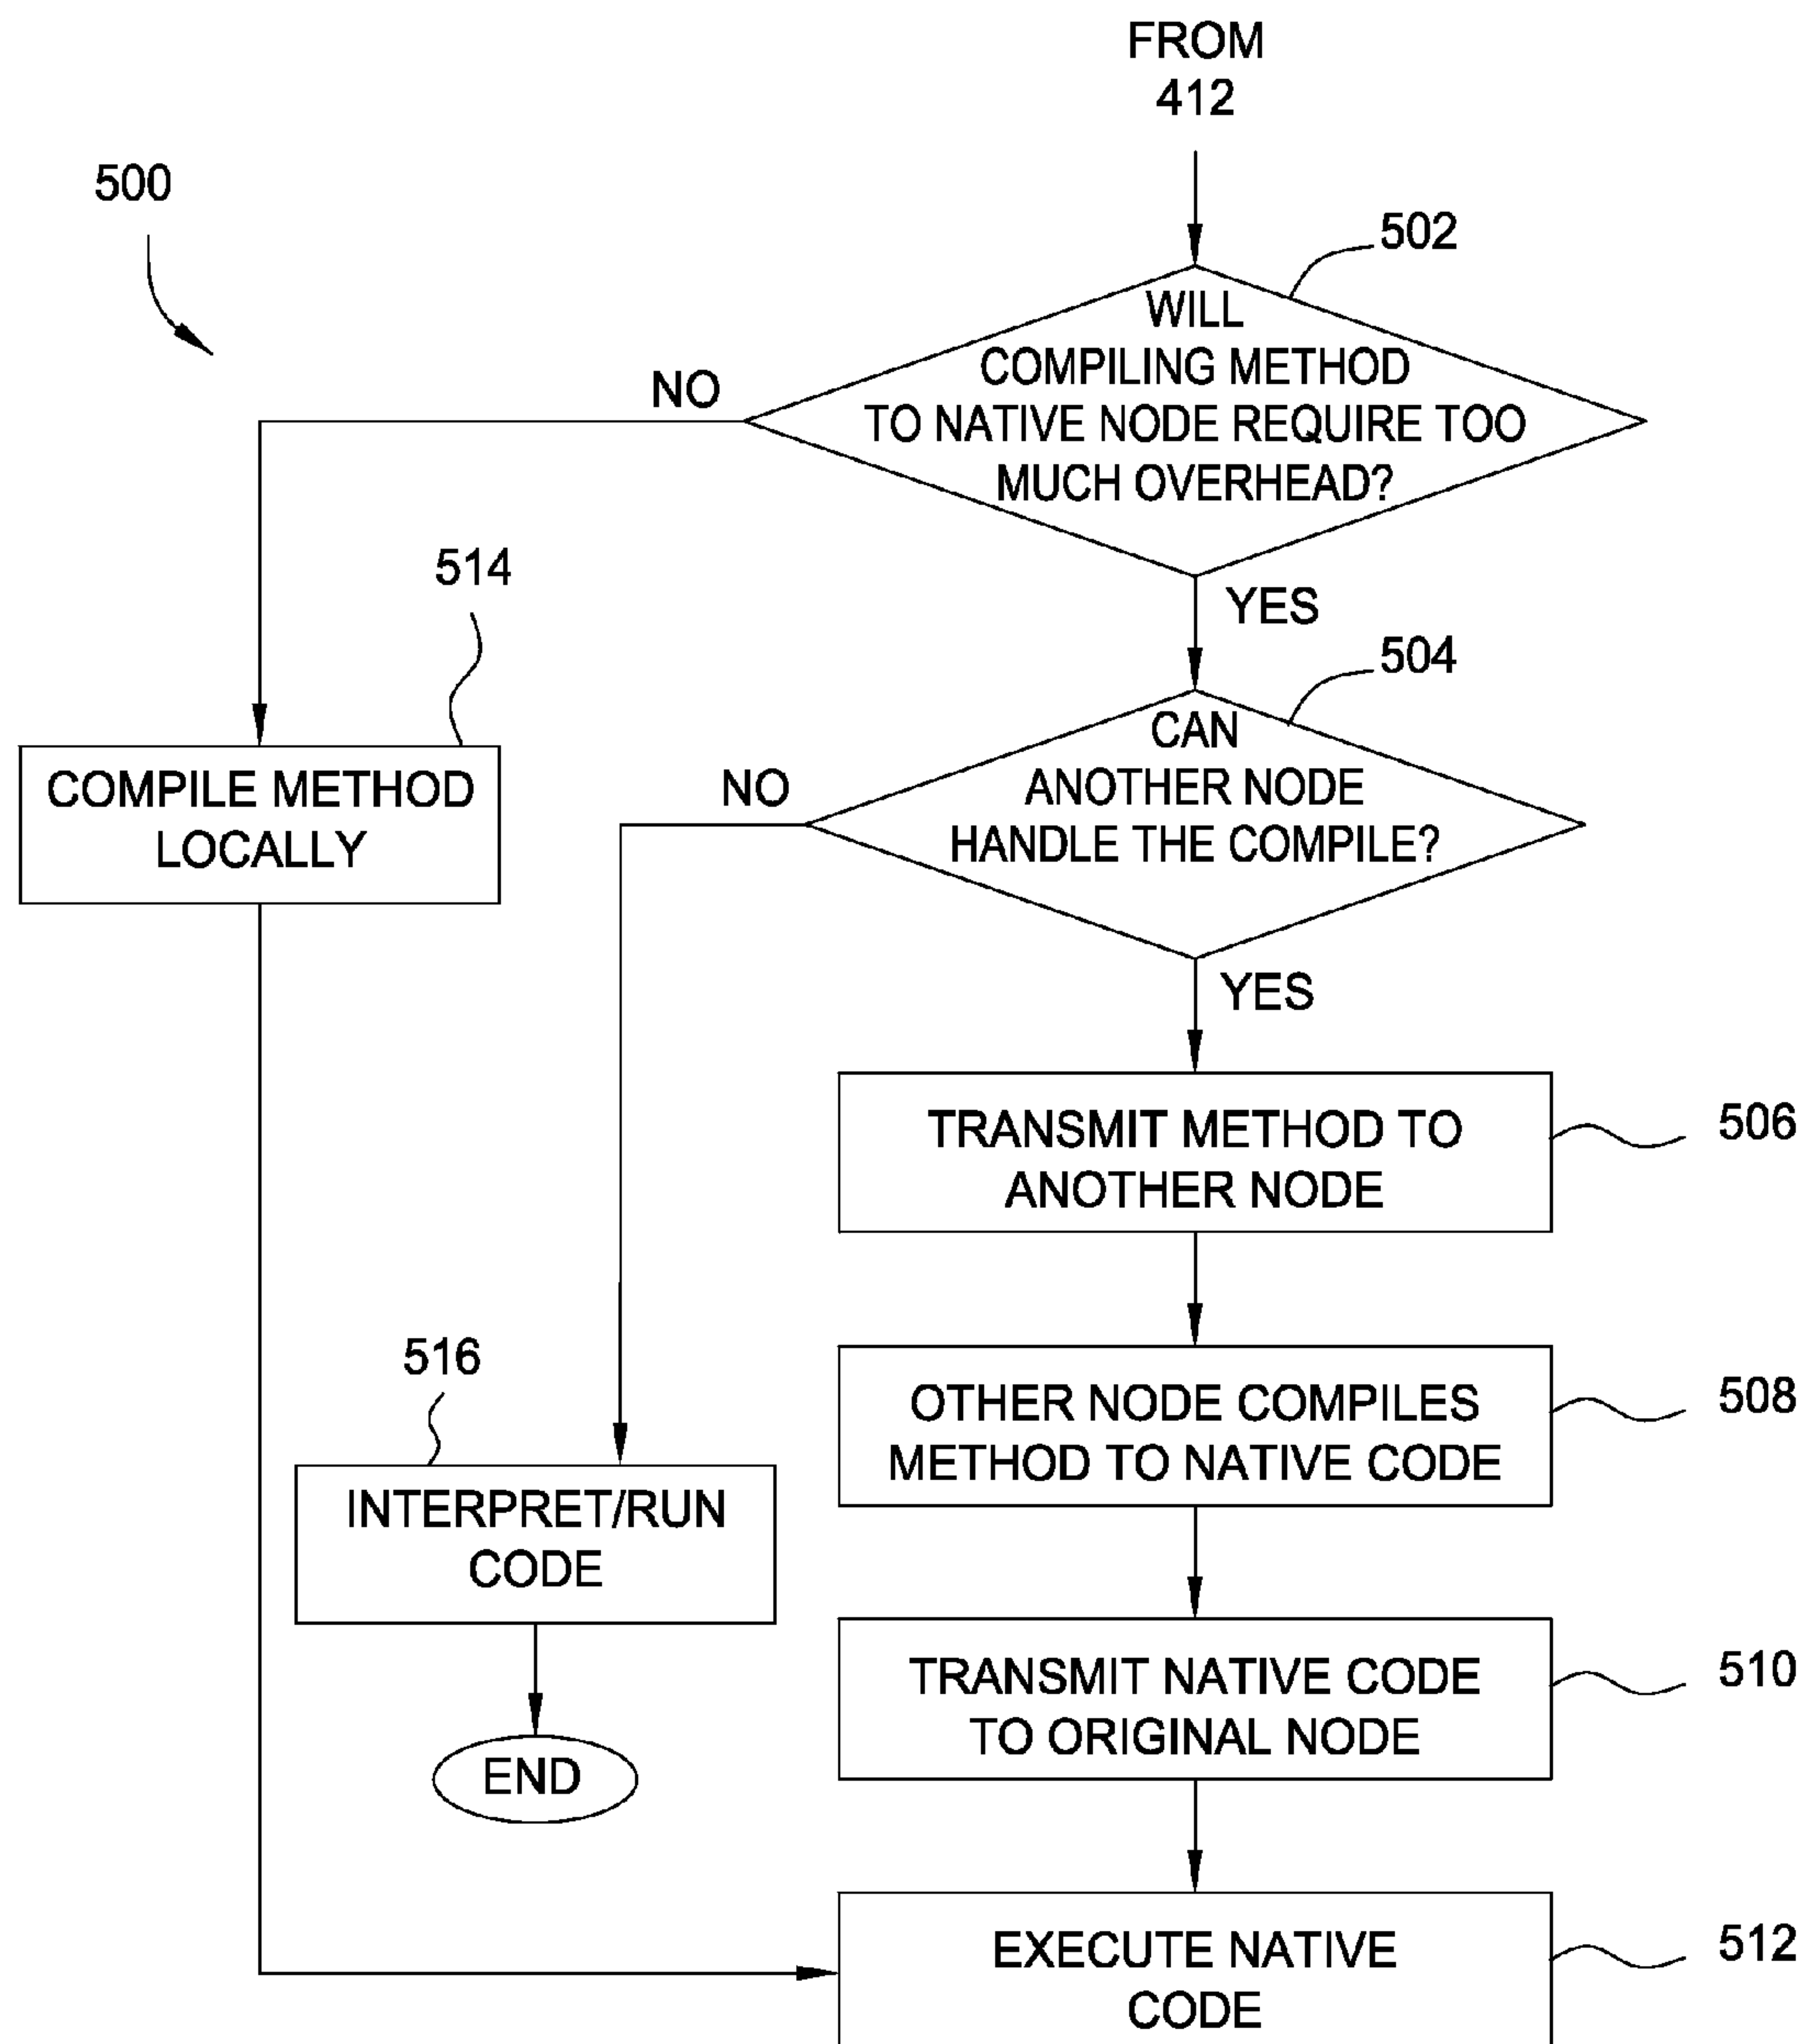 FROM
412
500
502
WILL
COMPILING METHOD
TO NATIVE NODE REQUIRE TOO
MUCH OVERHEAD?
NO
YES
514
504
COMPILE METHOD
LOCALLY
CAN
ANOTHER NODE
HANDLE THE COMPILE?
NO
YES
TRANSMIT METHOD TO
ANOTHER NODE
506
516
OTHER NODE COMPILES
METHOD TO NATIVE CODE
508
INTERPRET/RUN
CODE
TRANSMIT NATIVE CODE
TO ORIGINAL NODE
510
END
EXECUTE NATIVE
CODE
512